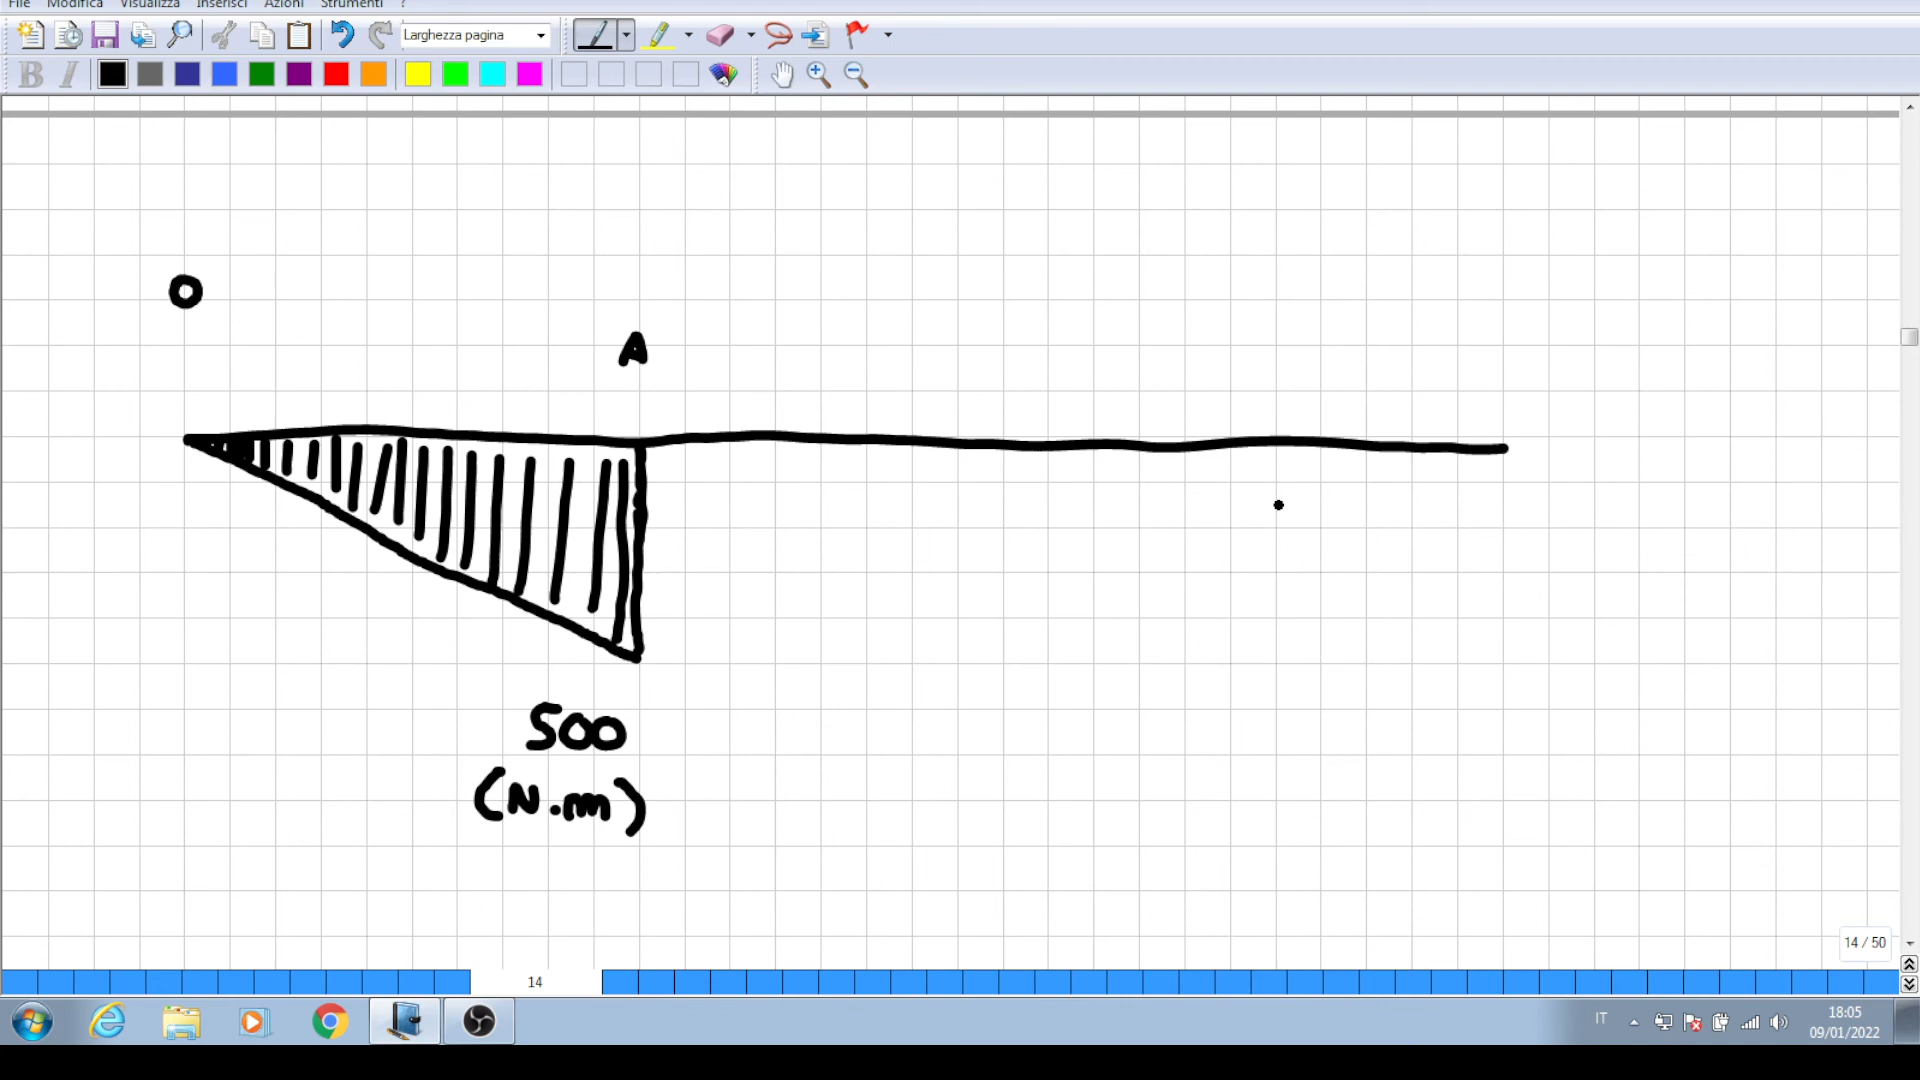 File Modifica Visualizza Inserisci Azioni Strumenti ?
Larghezza pagina
B I
O
A
500
(N.m)
14 / 50
14
IT
18:05
09/01/2022